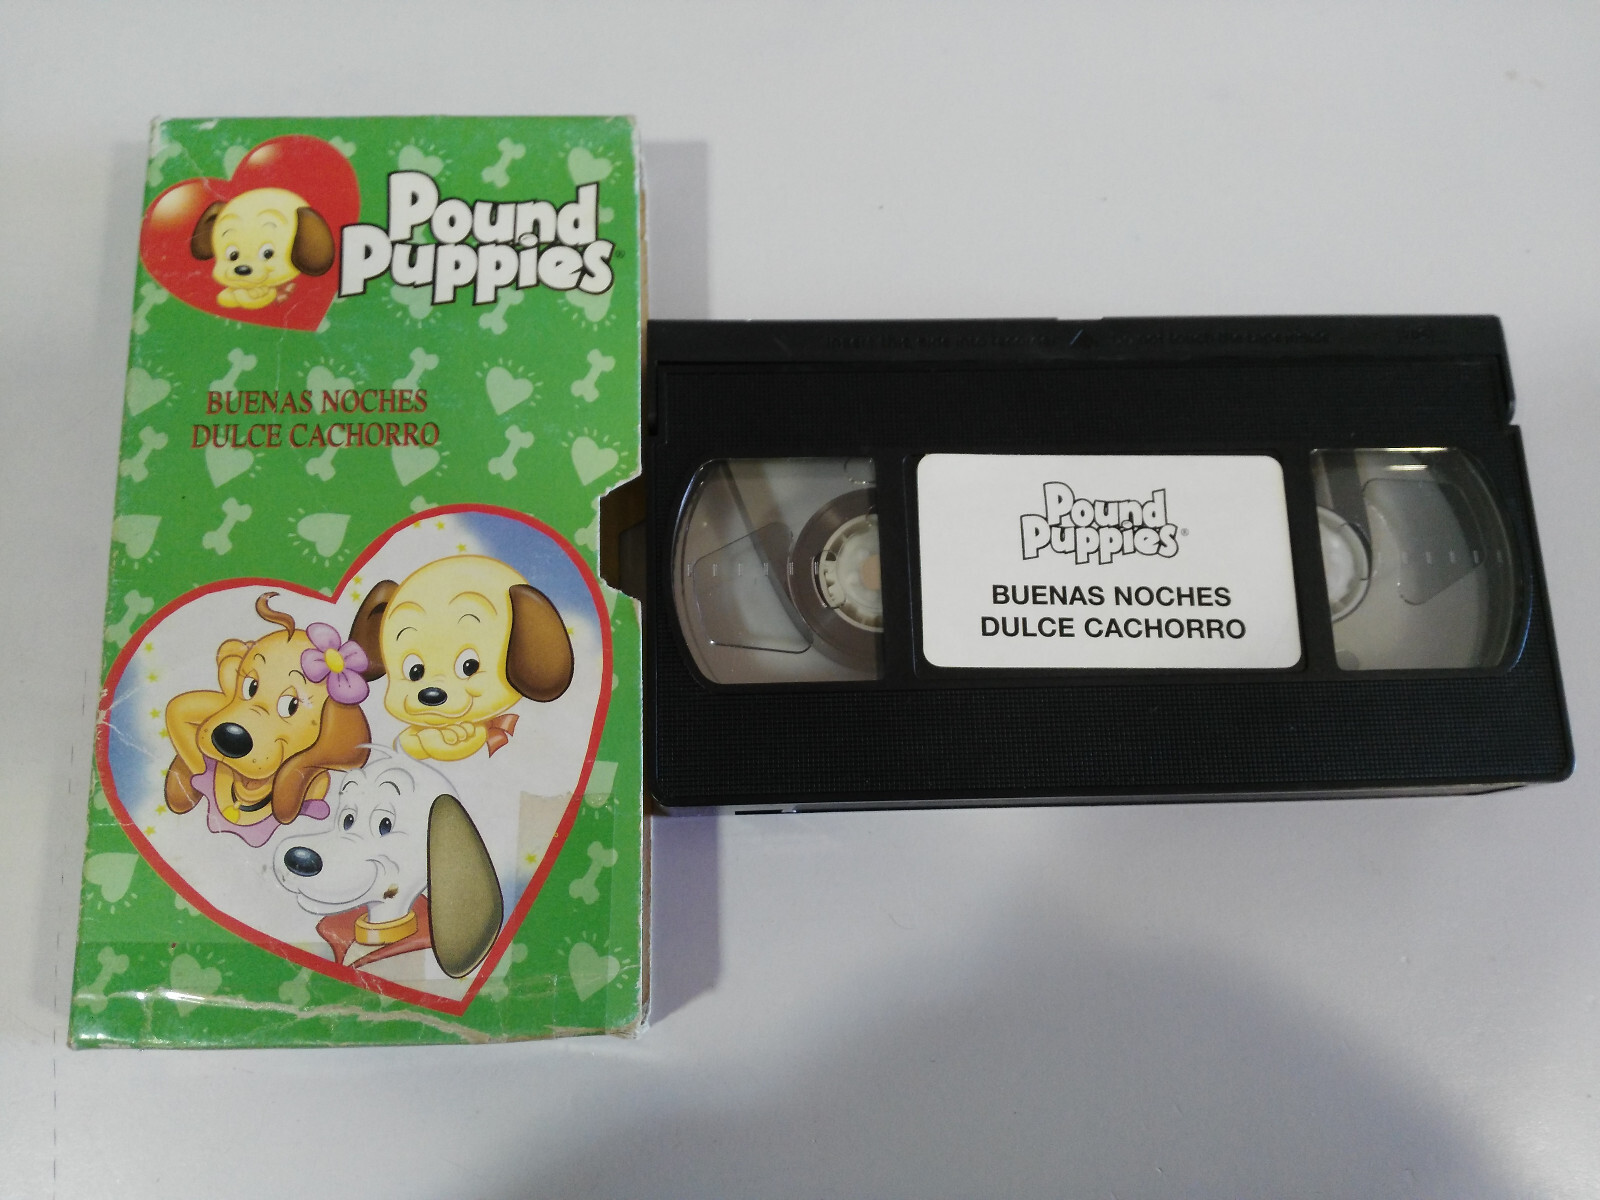 Pound
Puppies
BUENAS NOCHES
DULCE CACHORRO
Pound
Puppies®
BUENAS NOCHES
DULCE CACHORRO